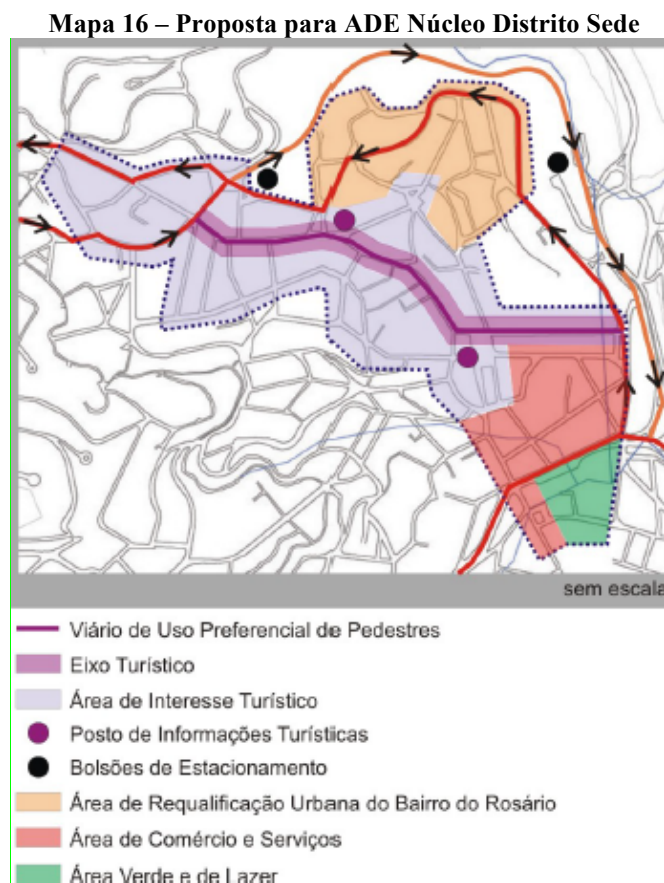 Mapa 16 – Proposta para ADE Núcleo Distrito Sede
sem escala
Viário de Uso Preferencial de Pedestres
Eixo Turístico
Área de Interesse Turístico
Posto de Informações Turísticas
Bolsões de Estacionamento
Área de Requalificação Urbana do Bairro do Rosário
Área de Comércio e Serviços
Área Verde e de Lazer